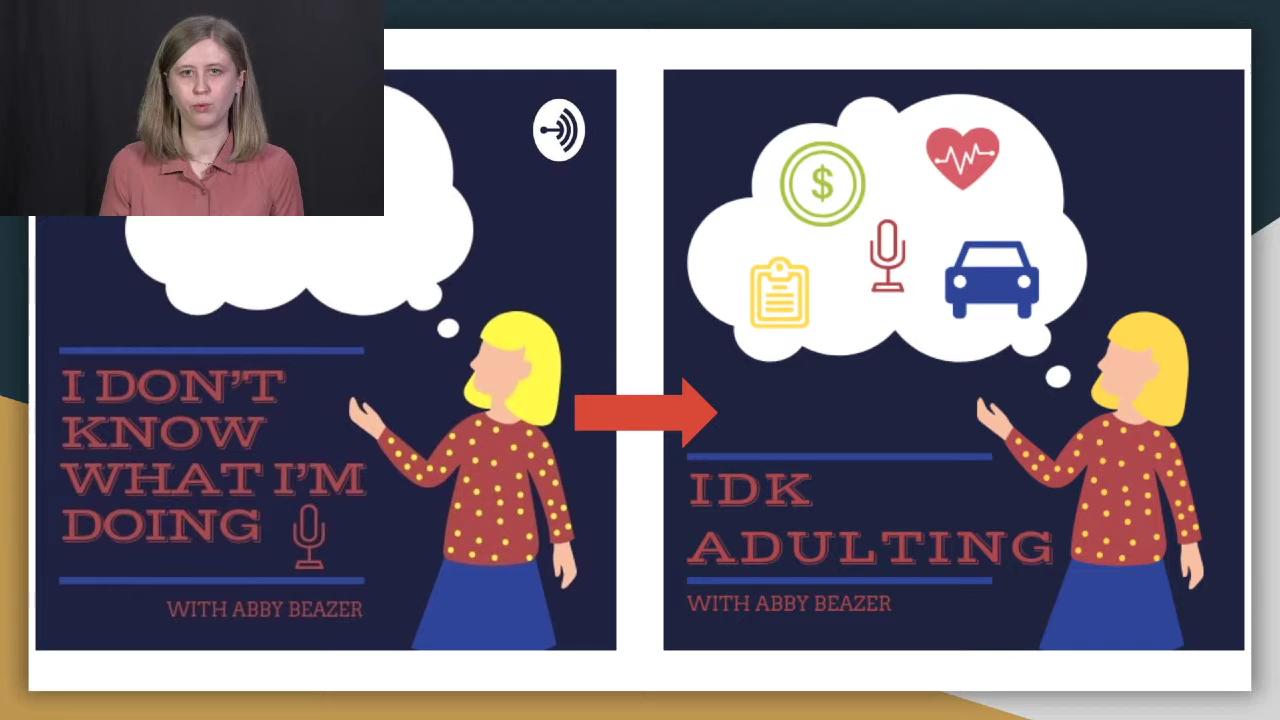 I DON'T
KNOW
WHAT I'M
DOING
WITH ABBY BEAZER
$
IDK
ADULTING
WITH ABBY BEAZER